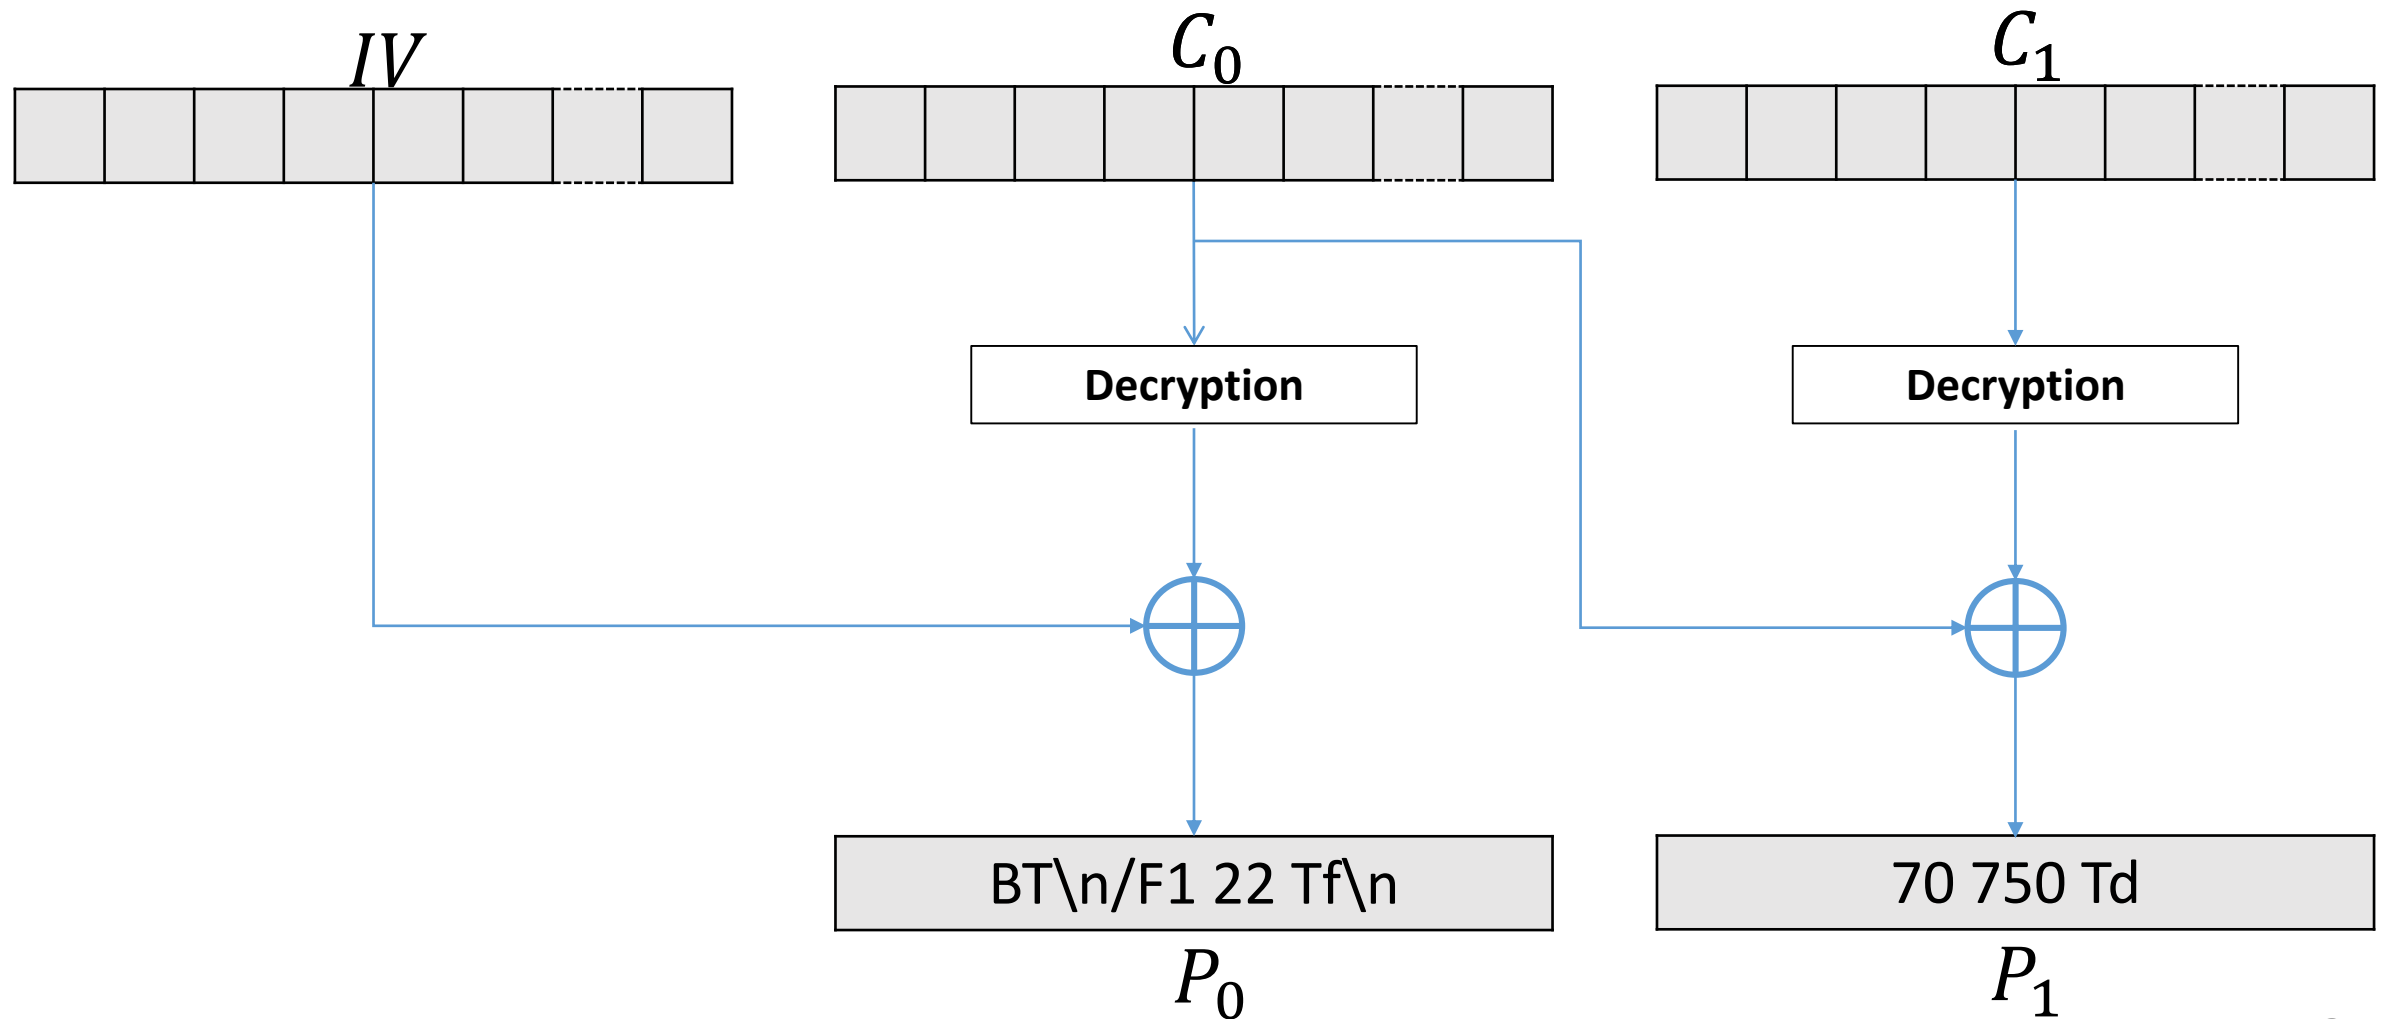 IV
C₀
C₁
Decryption
Decryption
BT\n/F1 22 Tf\n
70 750 Td
P₀
P₁